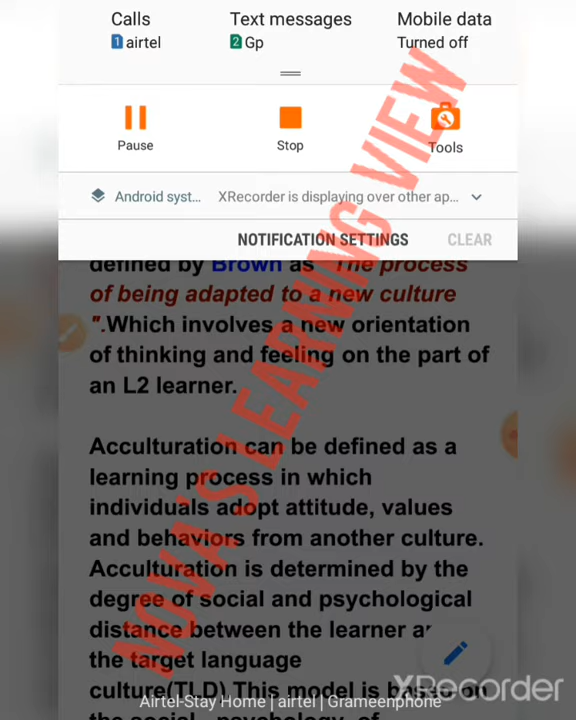 Calls Text messages Mobile data
1 airtel 2 Gp Turned off
Pause Stop Tools
Android syst... XRecorder is displaying over other ap...
NOTIFICATION SETTINGS CLEAR
defined by Brown as "The process
of being adapted to a new culture
".Which involves a new orientation
of thinking and feeling on the part of
an L2 learner.
Acculturation can be defined as a
learning process in which
individuals adopt attitude, values
and behaviors from another culture.
Acculturation is determined by the
degree of social and psychological
distance between the learner
the target language
culture(TLD) This model is based on
the social psychology of
NOVA'S LEARNING VIEW
XRecorder
Airtel-Stay Home | airtel | Grameenphone